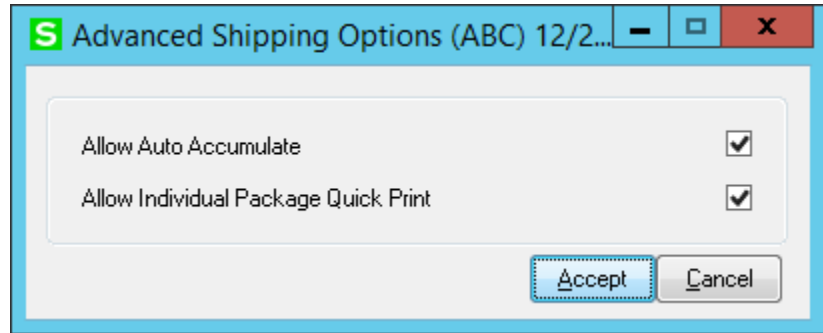 S Advanced Shipping Options (ABC) 12/2...
Allow Auto Accumulate
Allow Individual Package Quick Print
Accept Cancel